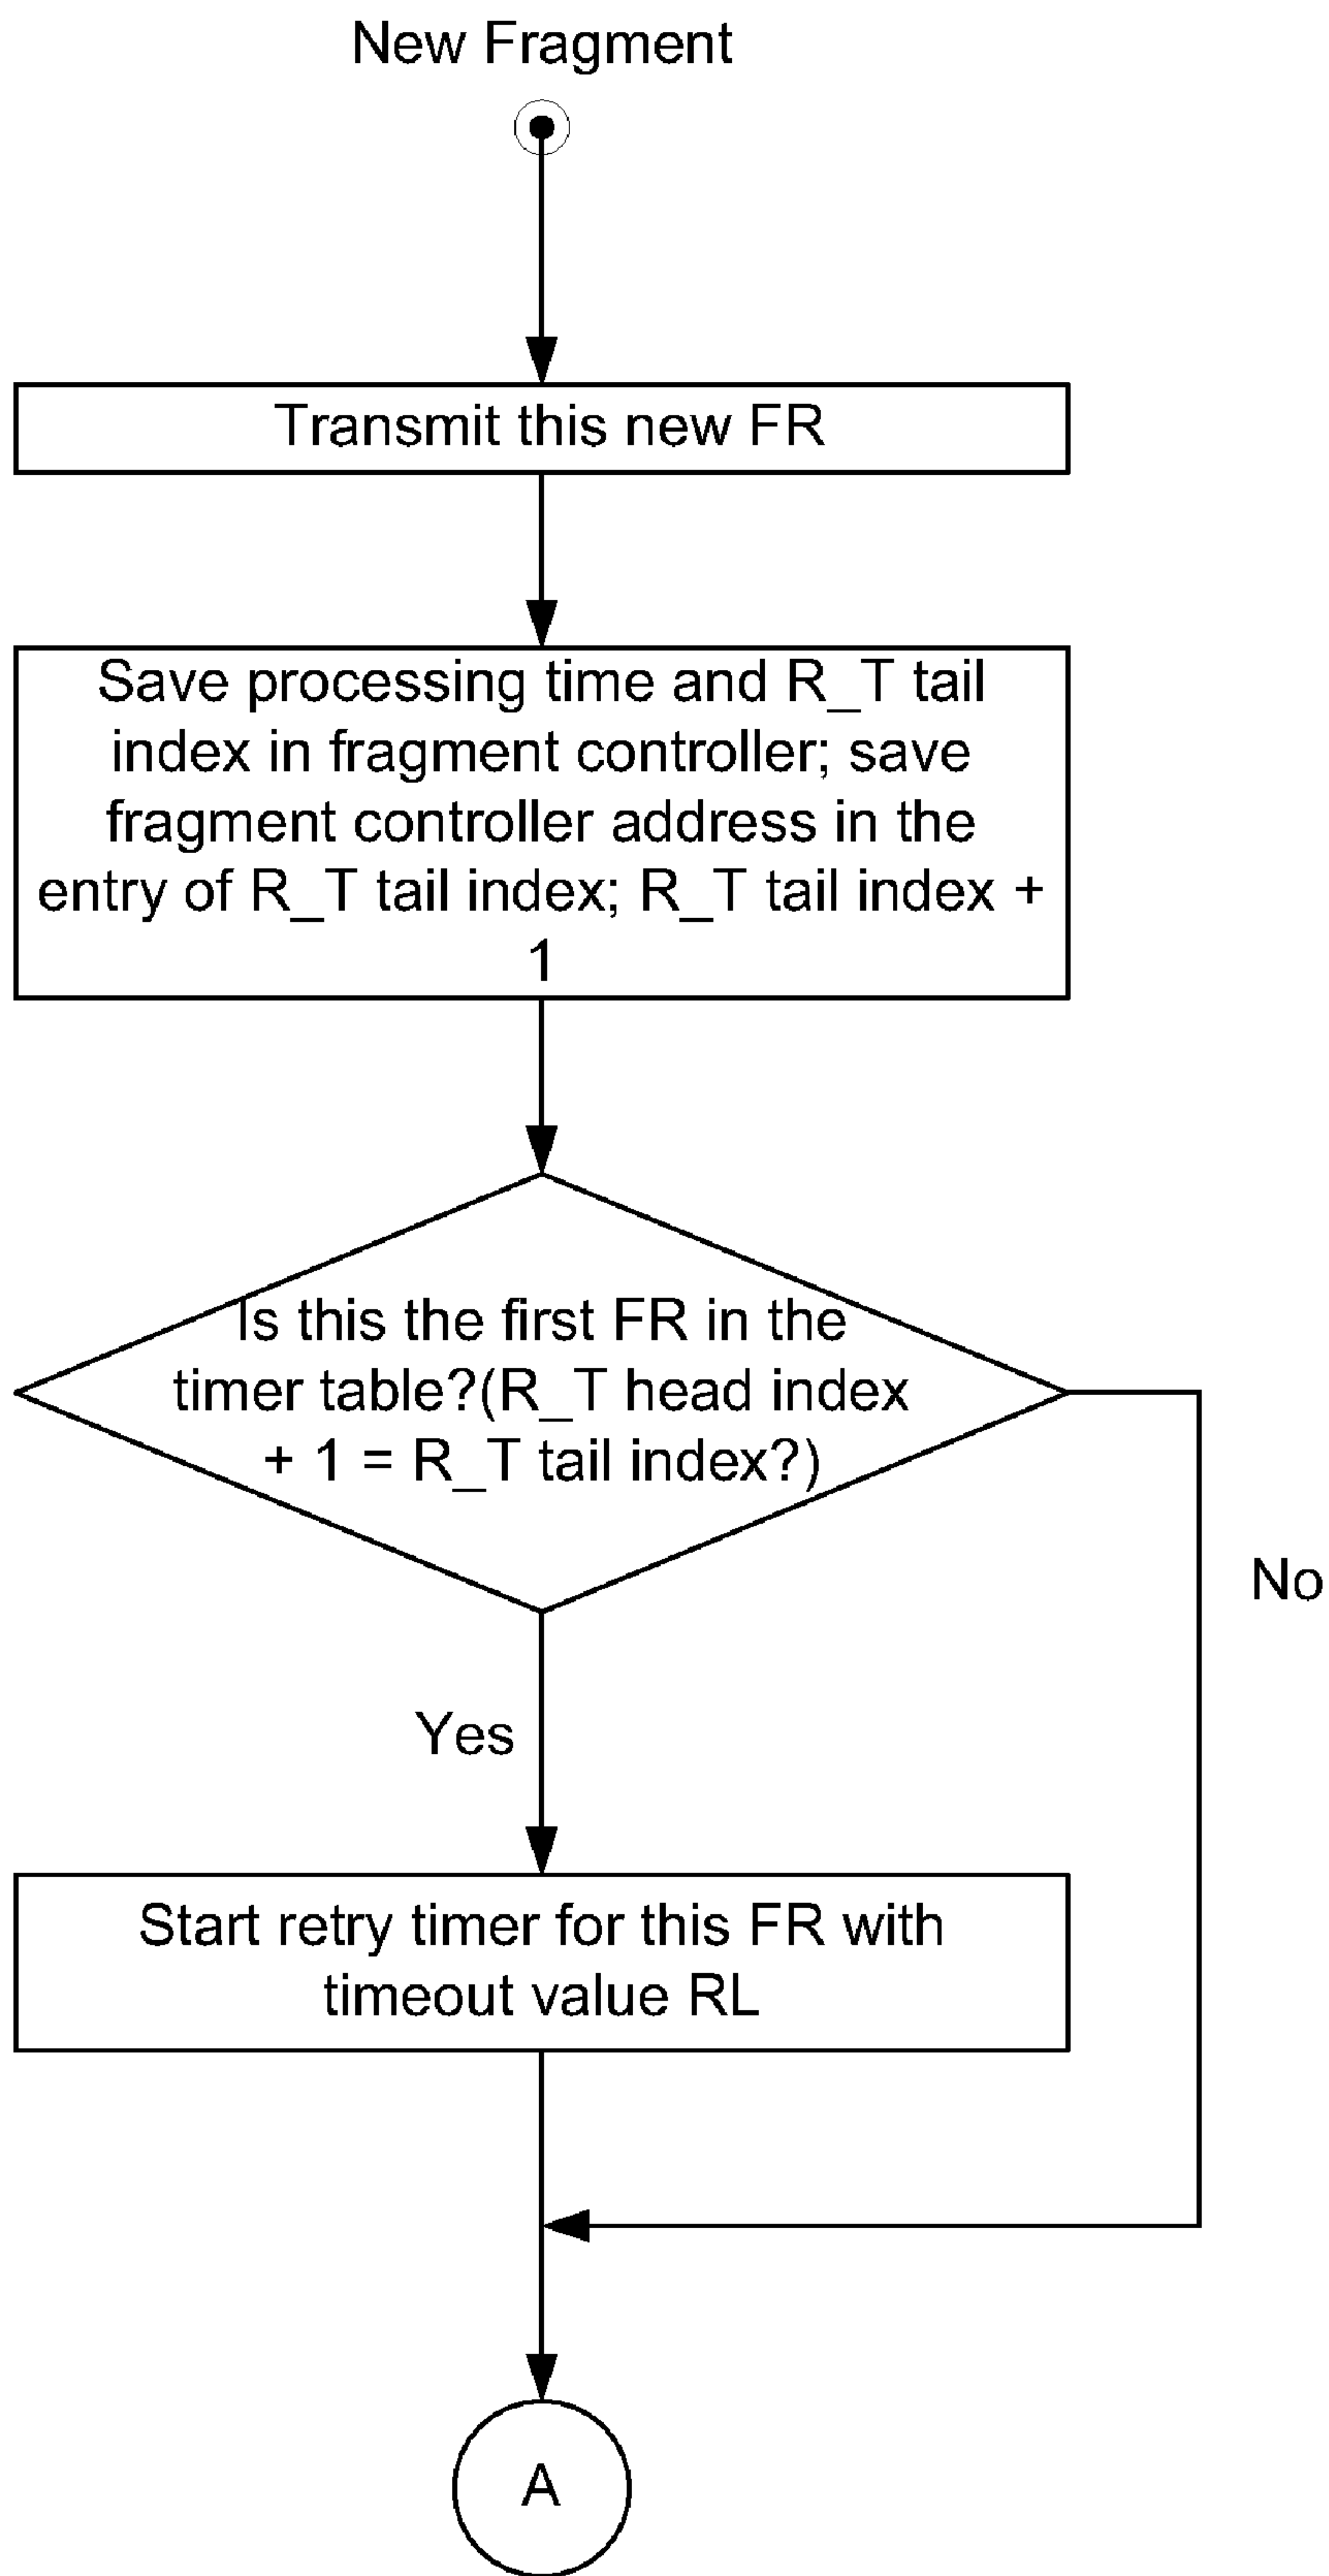 New Fragment
Transmit this new FR
Save processing time and R_T tail
index in fragment controller; save
fragment controller address in the
entry of R_T tail index; R_T tail index +
1
Is this the first FR in the
timer table?(R_T head index
+ 1 = R_T tail index?)
No
Yes
Start retry timer for this FR with
timeout value RL
A